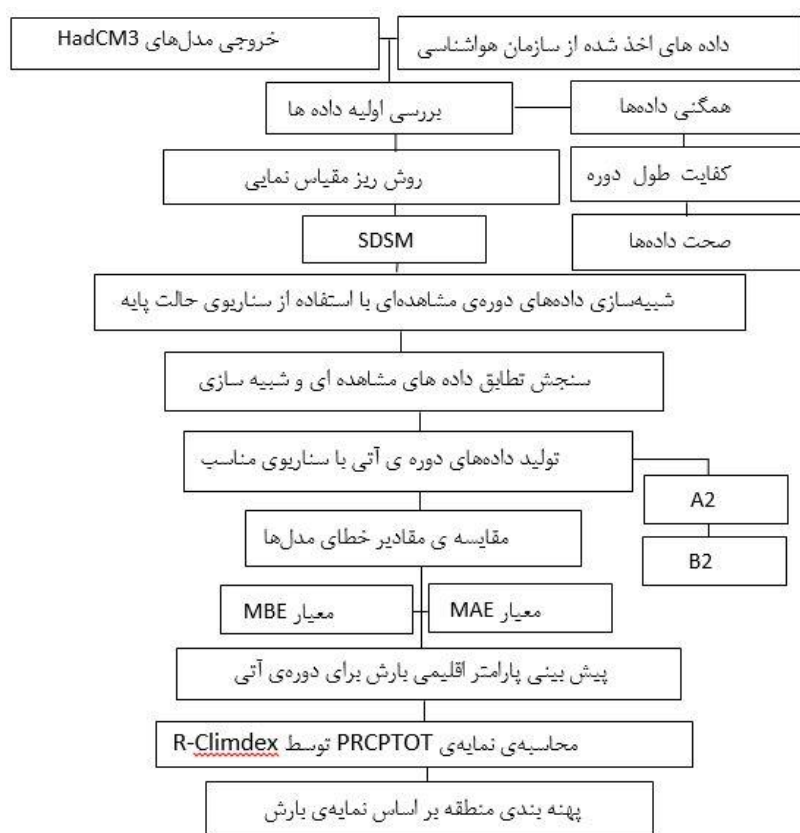 داده های اخذ شده از سازمان هواشناسی
خروجی مدل‌های HadCM3
بررسی اولیه داده ها
همگنی داده‌ها
روش ریز مقیاس نمایی
کفایت طول دوره
SDSM
صحت داده‌ها
شبیه‌سازی داده‌های دوره‌ی مشاهده‌ای با استفاده از سناریوی حالت پایه
سنجش تطابق داده های مشاهده ای و شبیه سازی
تولید داده‌های دوره ی آتی با سناریوی مناسب
A2
B2
مقایسه ی مقادیر خطای مدل‌ها
معیار MAE
معیار MBE
پیش بینی پارامتر اقلیمی بارش برای دوره‌ی آتی
محاسبه‌ی نمایه‌ی PRCPTOT توسط R-Climdex
پهنه بندی منطقه بر اساس نمایه‌ی بارش